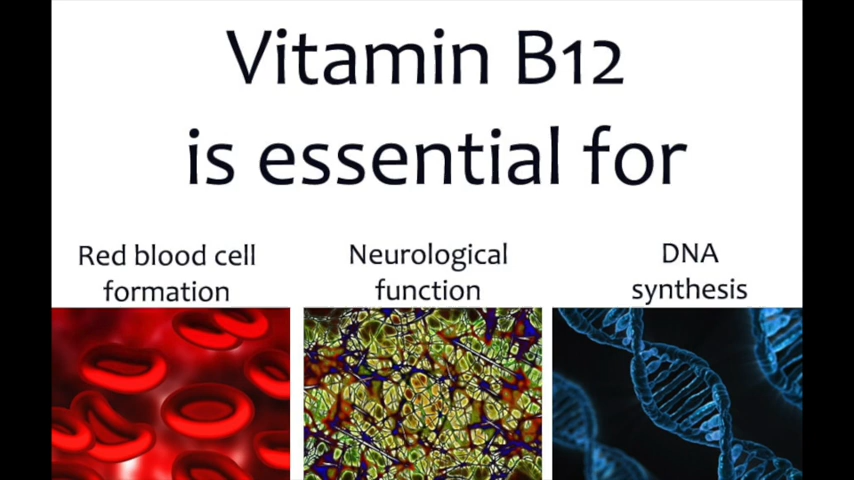 Vitamin B12
is essential for
Red blood cell
formation
Neurological
function
DNA
synthesis